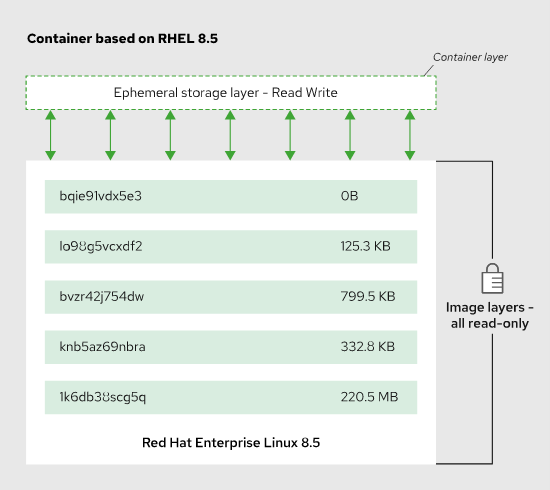 Container based on RHEL 8.5
Container layer
Ephemeral storage layer - Read Write
bqie91vdx5e3 0B
lo98g5vcxdf2 125.3 KB
bvzr42j754dw 799.5 KB
knb5az69nbra 332.8 KB
1k6db38scg5q 220.5 MB
Image layers -
all read-only
Red Hat Enterprise Linux 8.5